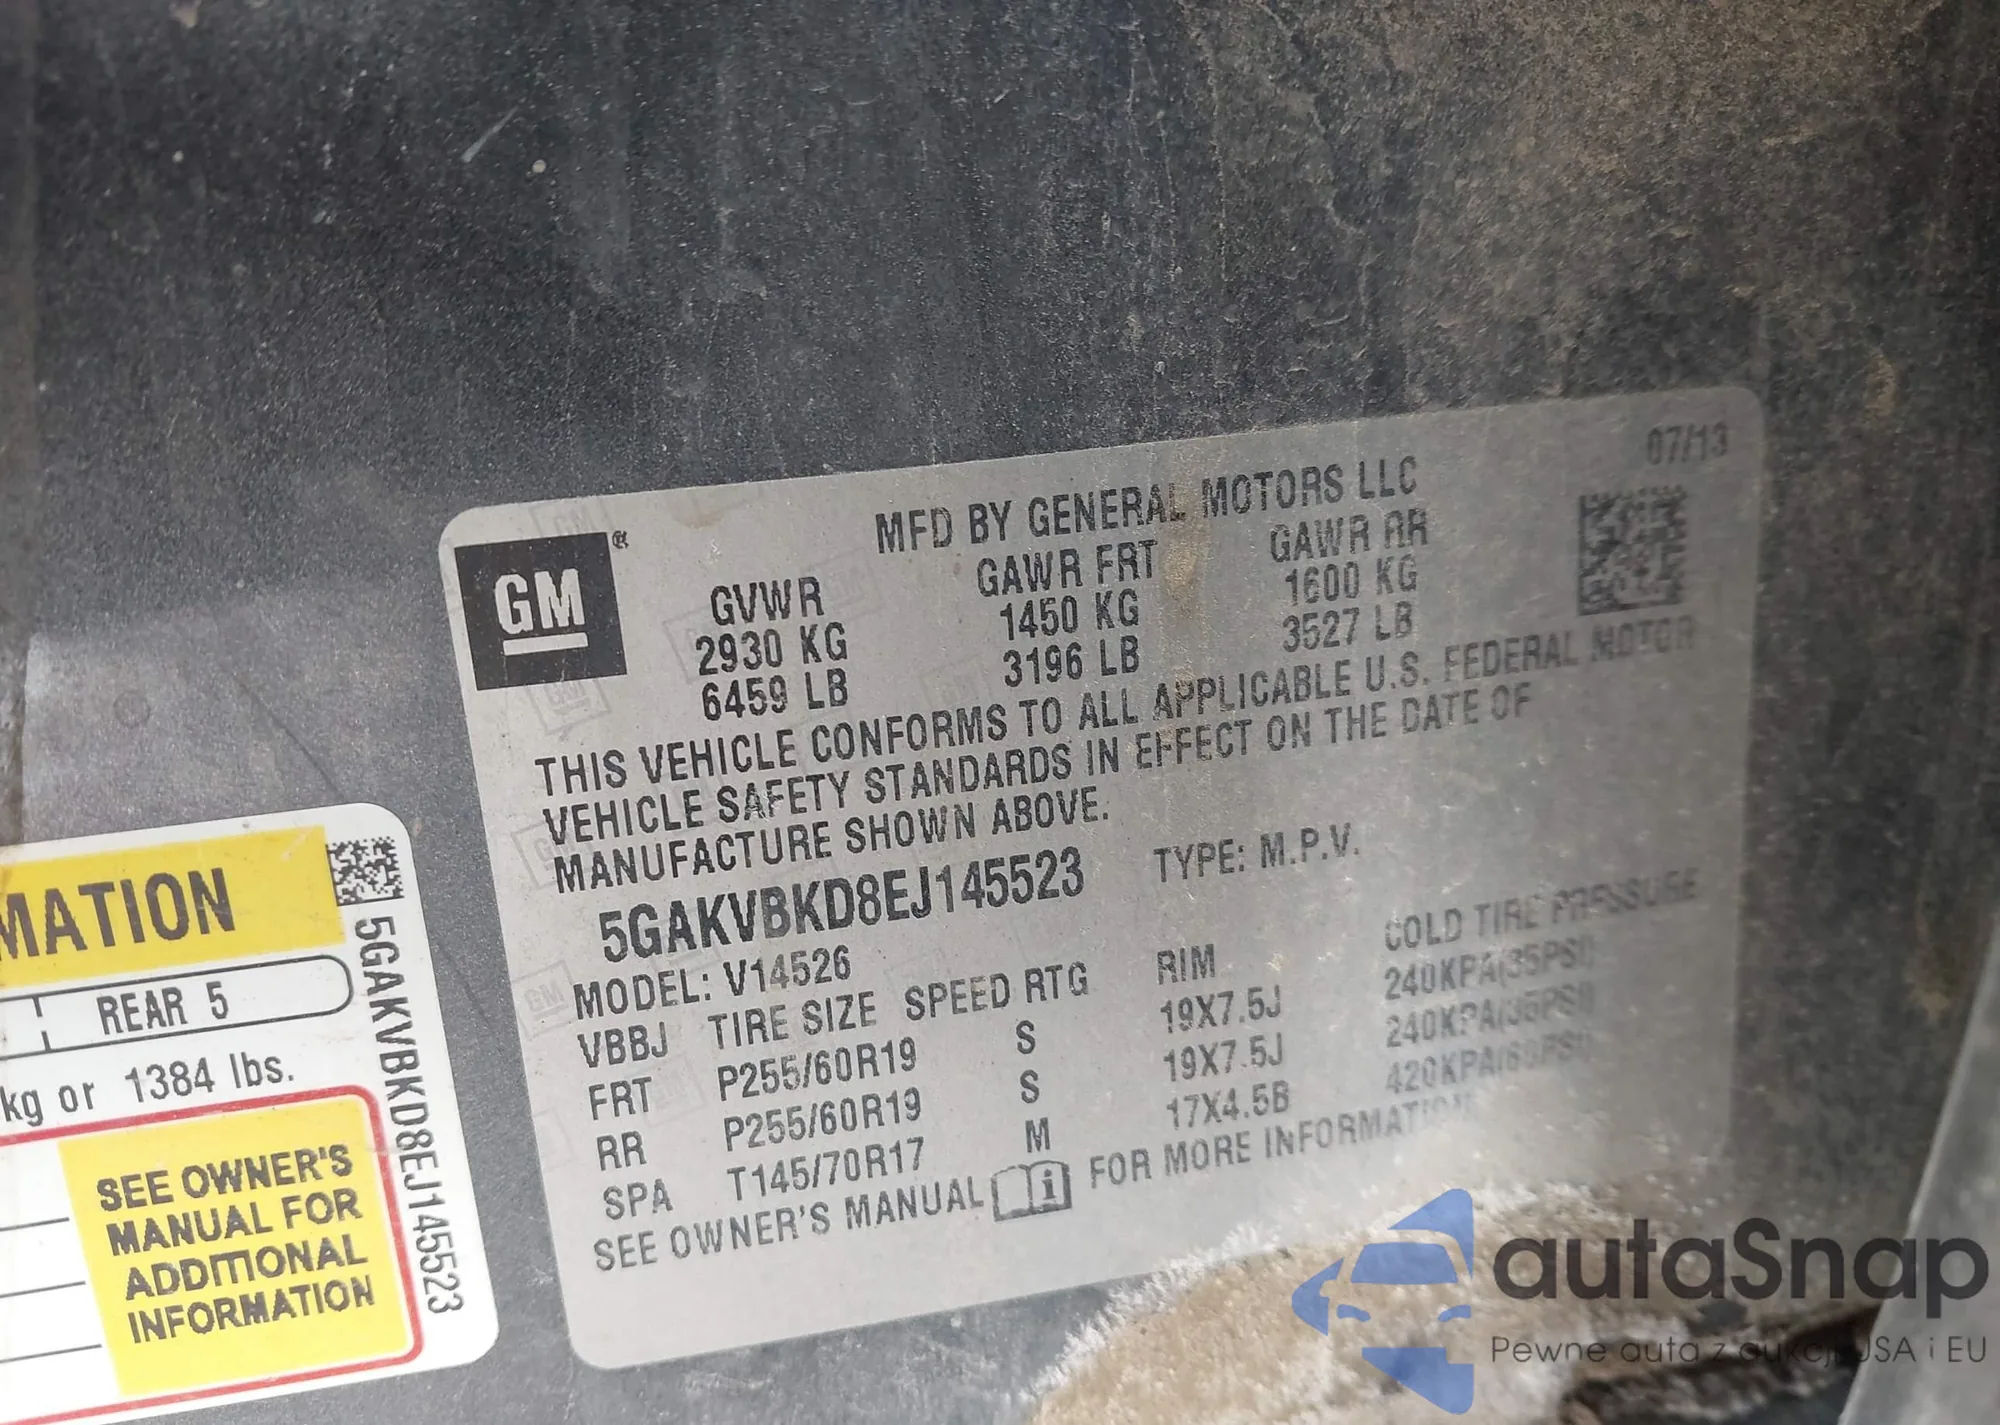 07/13
MFD BY GENERAL MOTORS LLC
GM®
GVWR GAWR FRT GAWR RR
2930 KG 1450 KG 1600 KG
6459 LB 3196 LB 3527 LB
THIS VEHICLE CONFORMS TO ALL APPLICABLE U.S. FEDERAL MOTOR
VEHICLE SAFETY STANDARDS IN EFFECT ON THE DATE OF
MANUFACTURE SHOWN ABOVE.
5GAKVBKD8EJ145523 TYPE: M.P.V.
MODEL: V14526
VBBJ TIRE SIZE SPEED RTG RIM COLD TIRE PRESSURE
FRT P255/60R19 S 19X7.5J 240KPA(35PSI)
RR P255/60R19 S 19X7.5J 240KPA(35PSI)
SPA T145/70R17 M 17X4.5B 420KPA(60PSI)
SEE OWNER'S MANUAL FOR MORE INFORMATION
MATION
REAR 5
kg or 1384 lbs.
SEE OWNER'S
MANUAL FOR
ADDITIONAL
INFORMATION
5GAKVBKD8EJ145523
autaSnap
Pewne auta z aukcji USA i EU